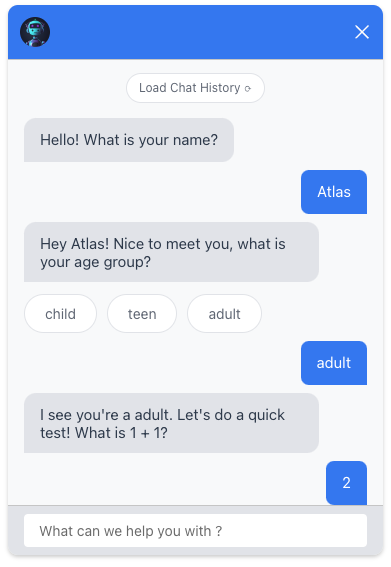 Load Chat History ⟳
Hello! What is your name?
Atlas
Hey Atlas! Nice to meet you, what is
your age group?
child teen adult
adult
I see you're a adult. Let's do a quick
test! What is 1 + 1?
2
What can we help you with ?